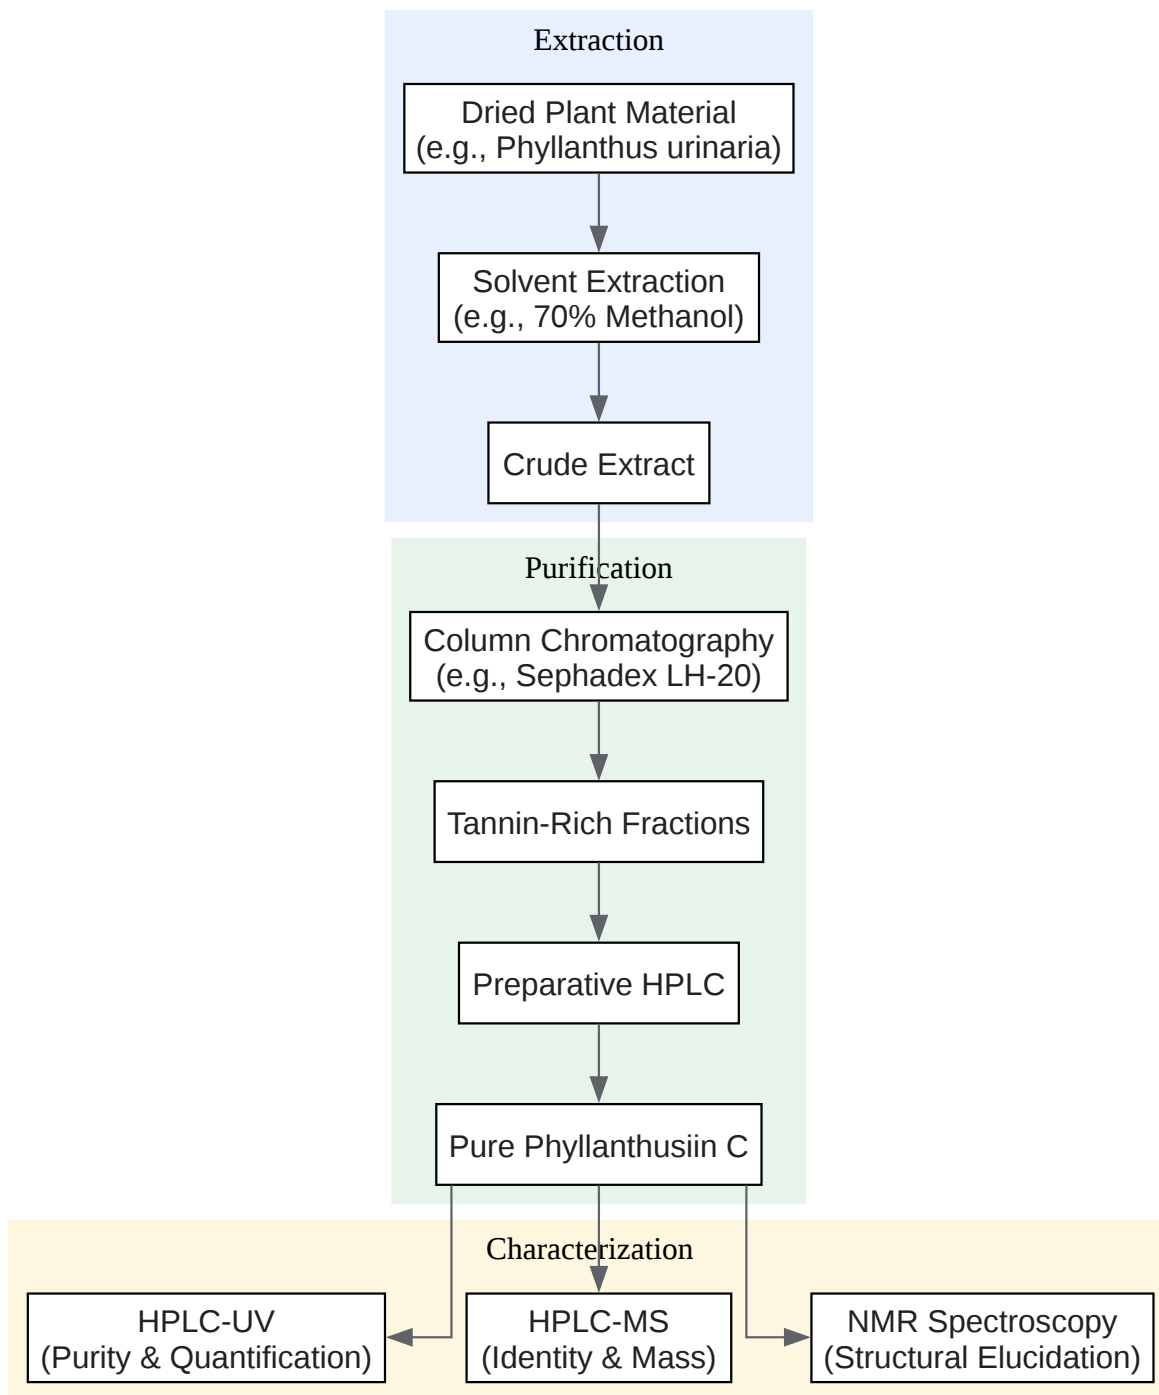 Extraction
Dried Plant Material
(e.g., Phyllanthus urinaria)
Solvent Extraction
(e.g., 70% Methanol)
Crude Extract
Purification
Column Chromatography
(e.g., Sephadex LH-20)
Tannin-Rich Fractions
Preparative HPLC
Pure Phyllanthusiin C
Characterization
HPLC-UV
(Purity & Quantification)
HPLC-MS
(Identity & Mass)
NMR Spectroscopy
(Structural Elucidation)